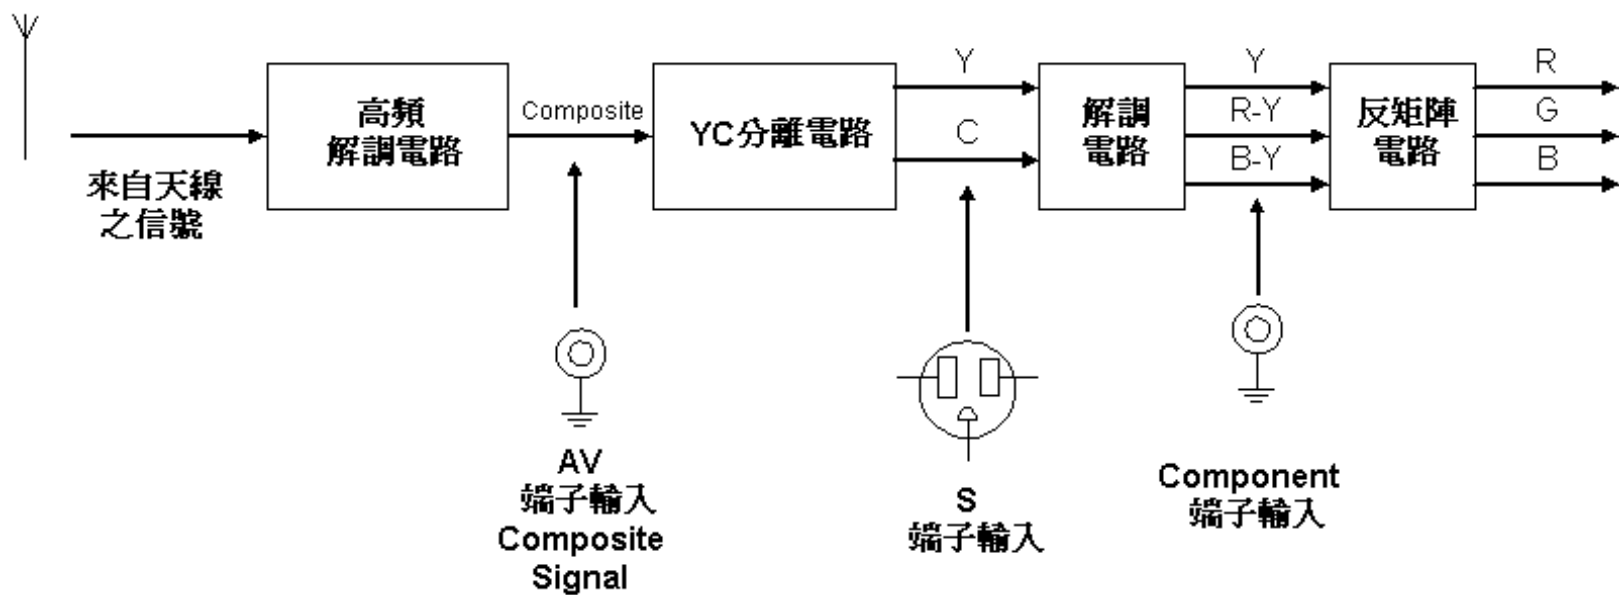 來自天線
之信號
高頻
解調電路
Composite
YC分離電路
Y
C
解調
電路
Y
R-Y
B-Y
反矩陣
電路
R
G
B
AV
端子輸入
Composite
Signal
S
端子輸入
Component
端子輸入